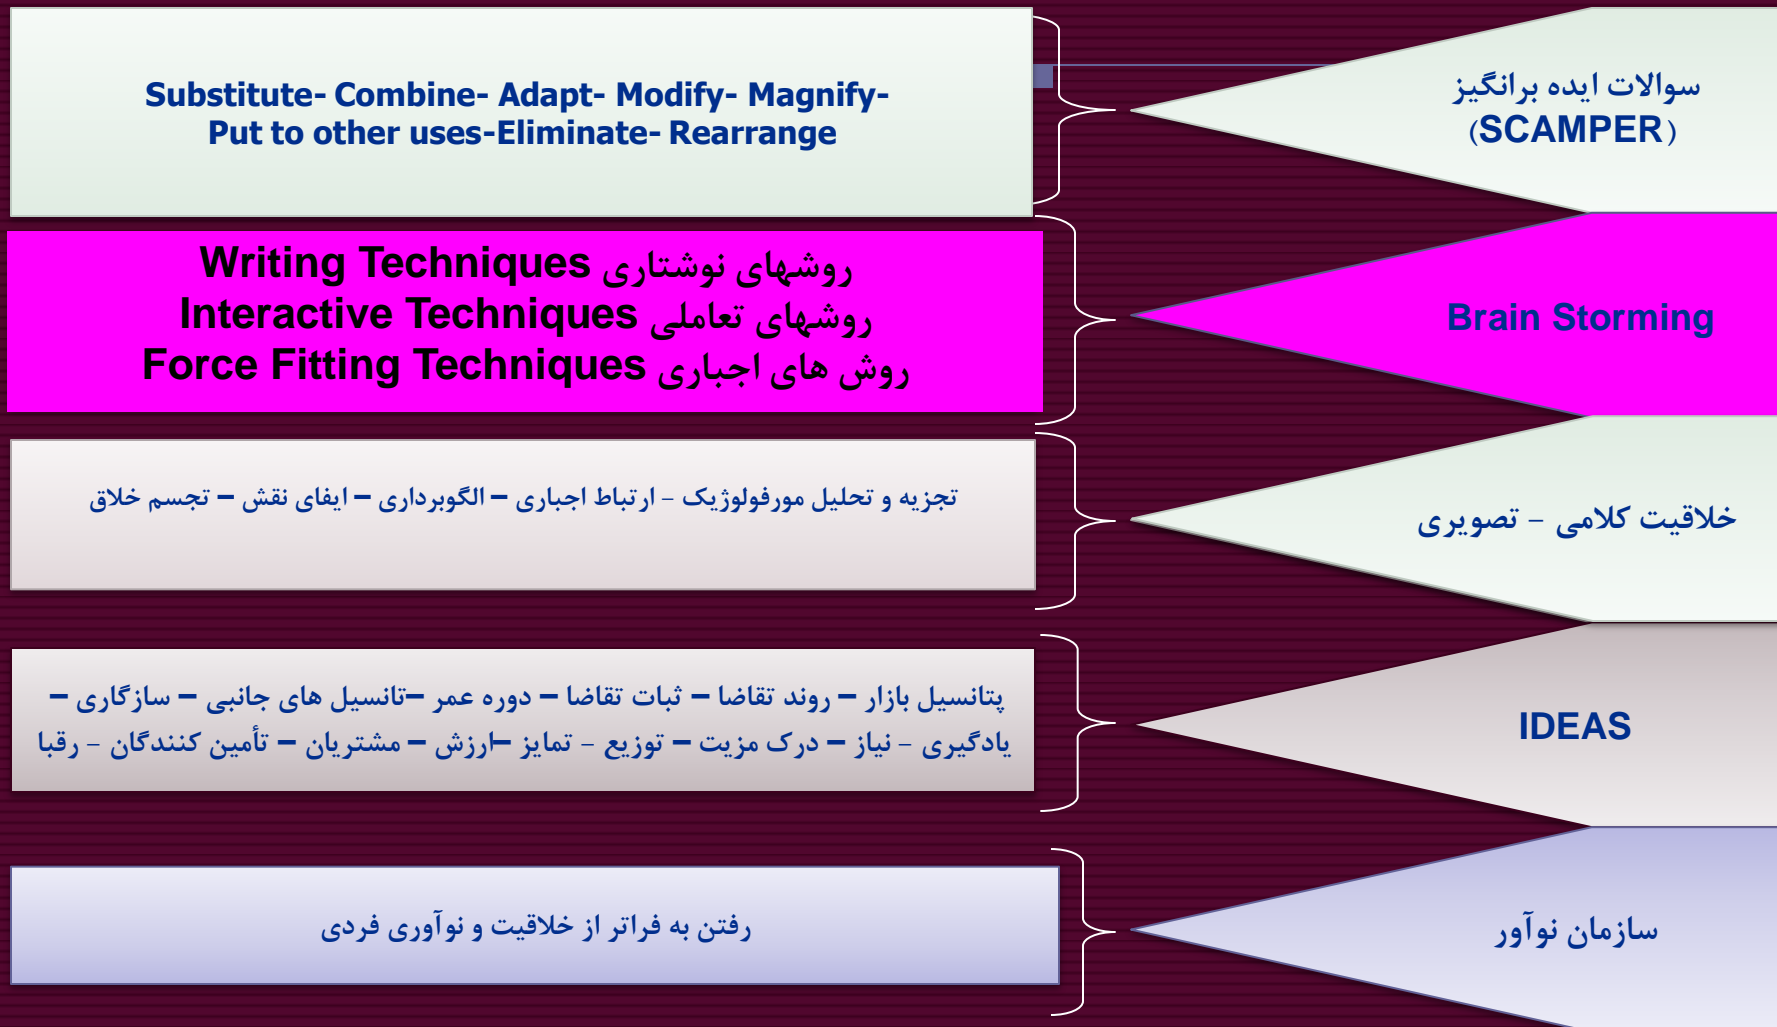 سوالات ایده برانگیز
(SCAMPER)
Substitute- Combine- Adapt- Modify- Magnify-
Put to other uses-Eliminate- Rearrange
Brain Storming
روشهای نوشتاری Writing Techniques
روشهای تعاملی Interactive Techniques
روش های اجباری Force Fitting Techniques
خلاقیت کلامی - تصویری
تجزیه و تحلیل مورفولوژیک - ارتباط اجباری – الگوبرداری – ایفای نقش – تجسم خلاق
IDEAS
پتانسیل بازار – روند تقاضا – ثبات تقاضا – دوره عمر –تانسیل های جانبی – سازگاری –
یادگیری - نیاز – درک مزیت – توزیع - تمایز –ارزش – مشتریان – تأمین کنندگان - رقبا
سازمان نوآور
رفتن به فراتر از خلاقیت و نوآوری فردی